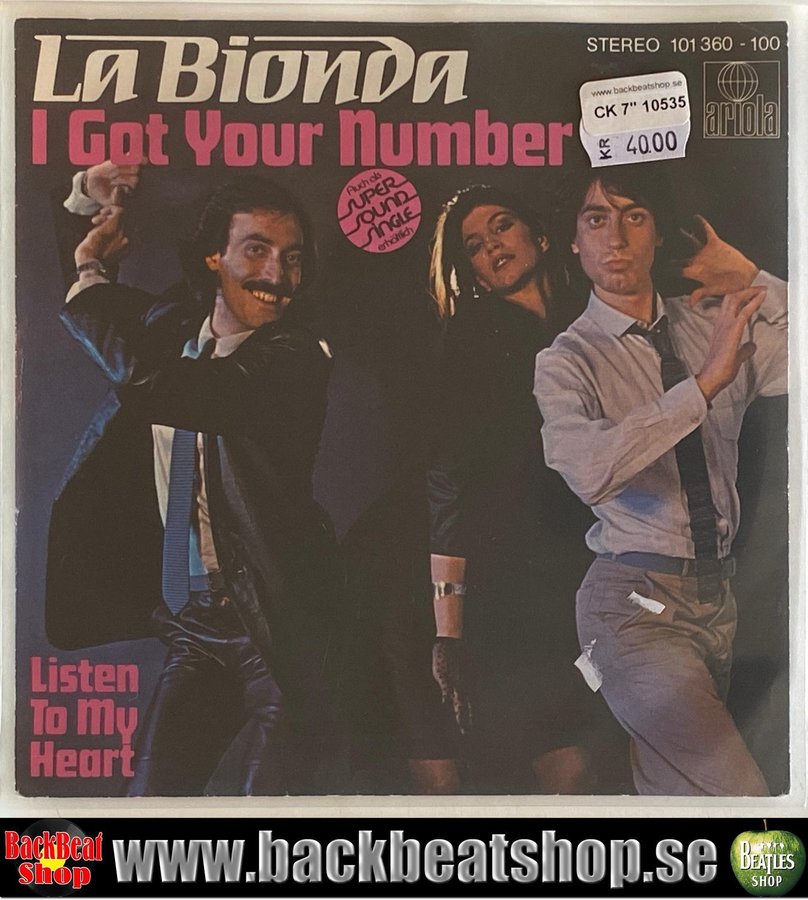 La Bionda
STEREO 101 360 - 100
I Got Your Number
www.backbeatshop.se
CK 7" 10535
KR 40.00
ariola
Auch als
SUPER
SOUND
SINGLE
erhältlich
Listen
To My
Heart
BackBeat
Shop
www.backbeatshop.se
BEATLES
SHOP